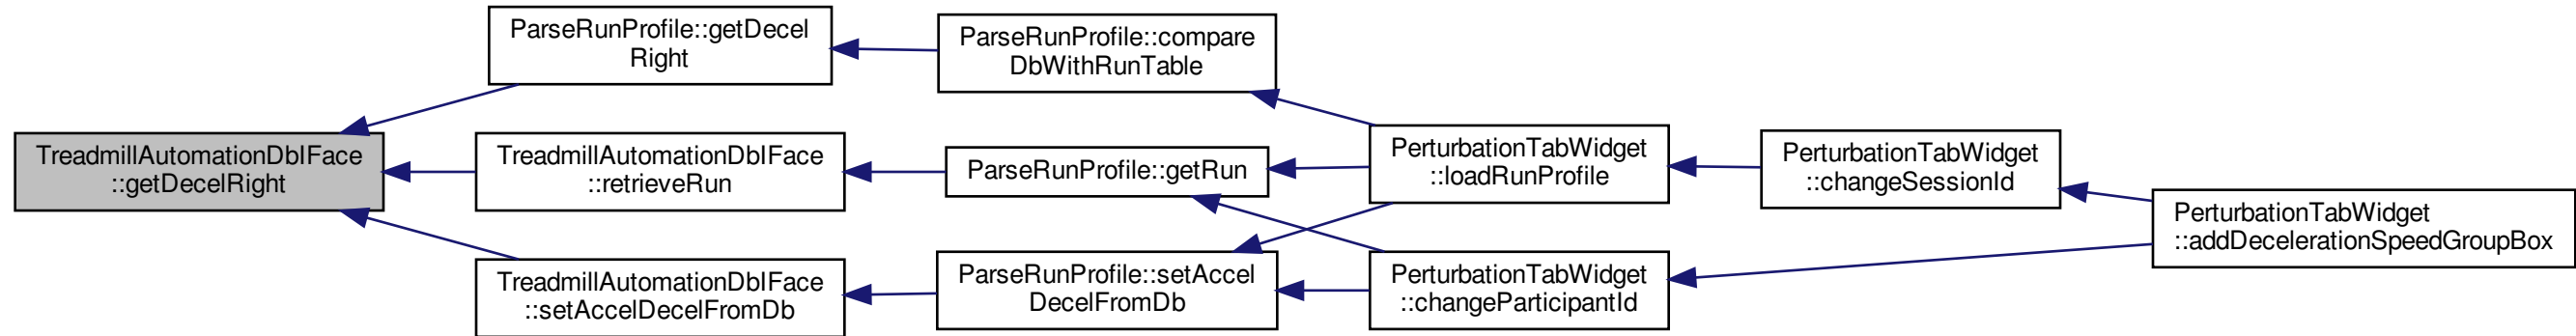 TreadmillAutomationDbIFace
::getDecelRight
ParseRunProfile::getDecel
Right
TreadmillAutomationDbIFace
::retrieveRun
TreadmillAutomationDbIFace
::setAccelDecelFromDb
ParseRunProfile::compare
DbWithRunTable
ParseRunProfile::getRun
ParseRunProfile::setAccel
DecelFromDb
PerturbationTabWidget
::loadRunProfile
PerturbationTabWidget
::changeParticipantId
PerturbationTabWidget
::changeSessionId
PerturbationTabWidget
::addDecelerationSpeedGroupBox